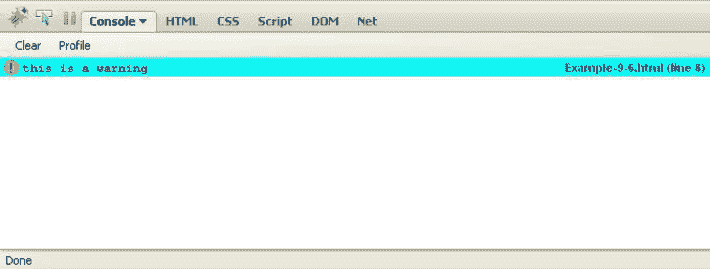 Console HTML CSS Script DOM Net
Clear Profile
this is a warning Example-9-6.html (line 8)
Done